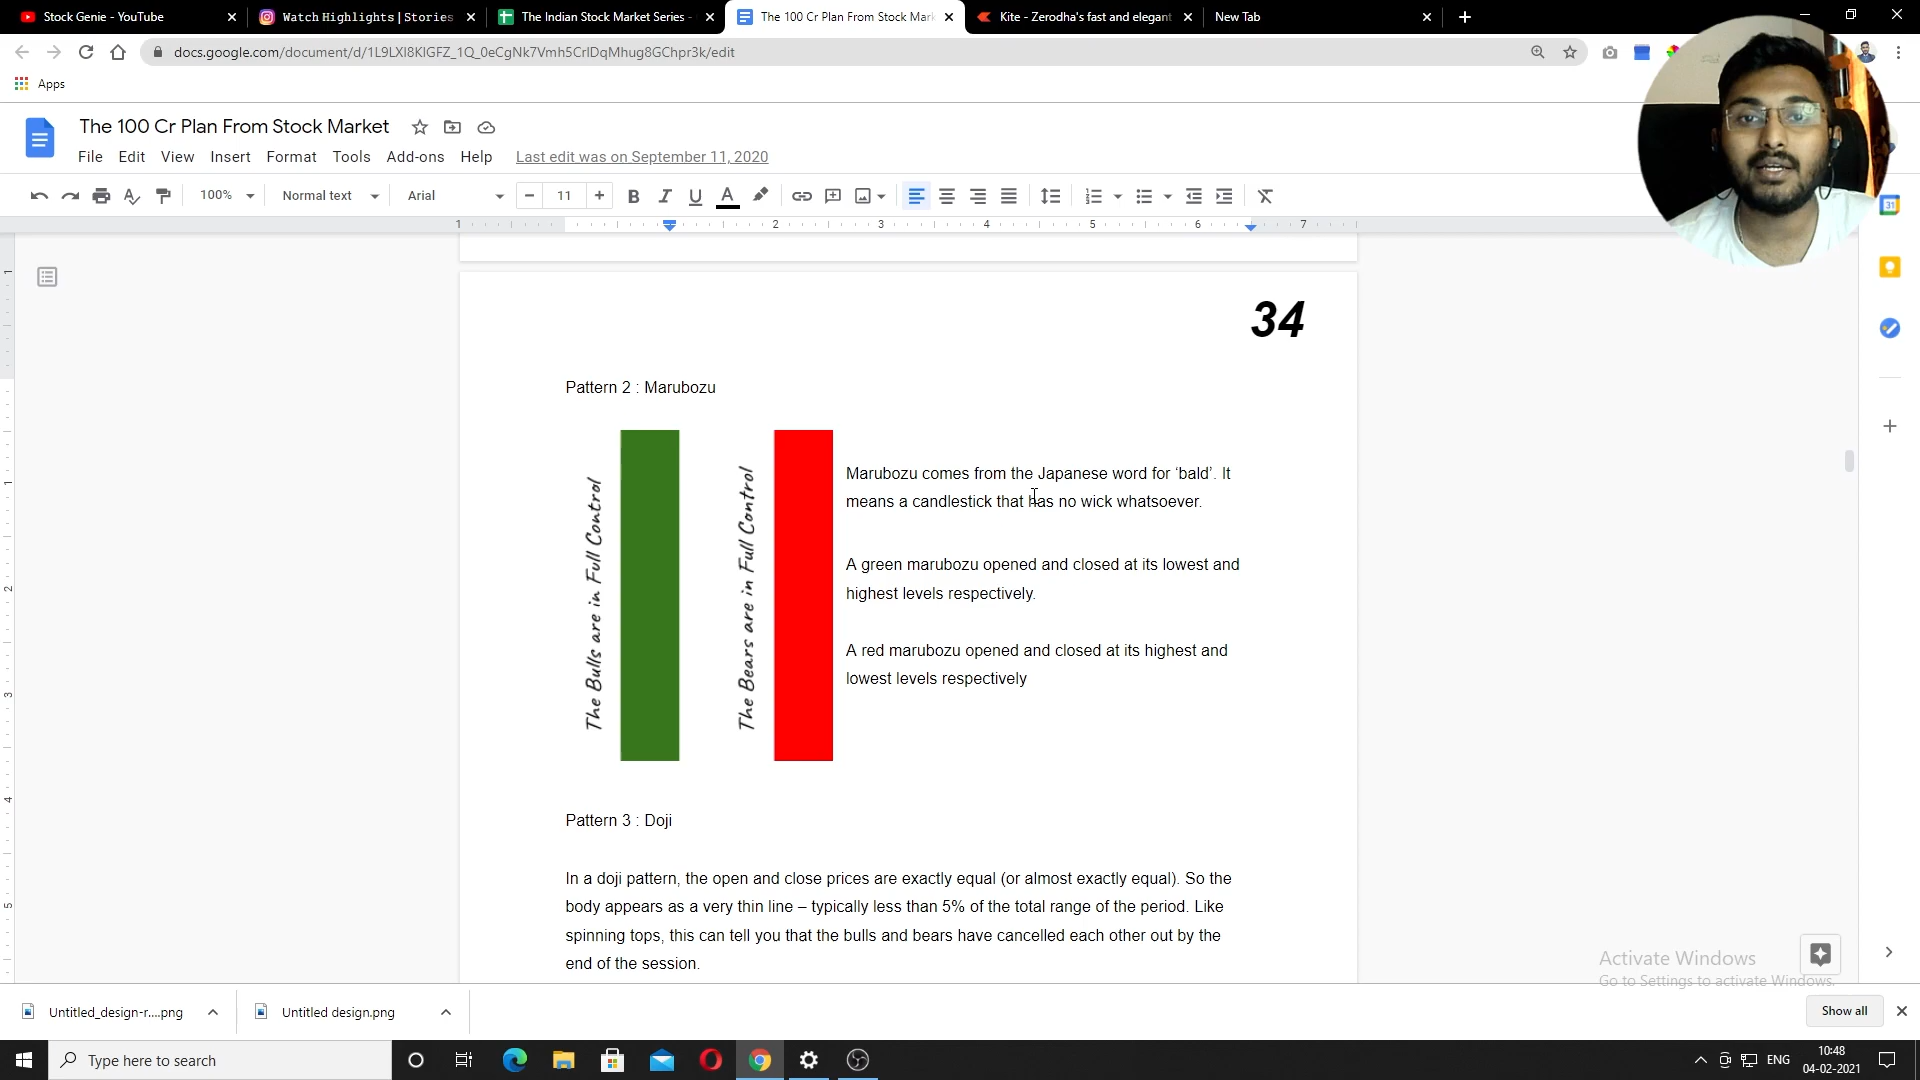 Stock Genie - YouTube
Watch Highlights | Stories
The Indian Stock Market Series -
The 100 Cr Plan From Stock Mark
Kite - Zerodha's fast and elegant
New Tab
Apps
The 100 Cr Plan From Stock Market
File Edit View Insert Format Tools Add-ons Help Last edit was on September 11, 2020
100% Normal text Arial 11
1 2 3 4 5 6 7
34
Pattern 2 : Marubozu
The Bulls are in Full Control
The Bears are in Full Control
Marubozu comes from the Japanese word for ‘bald’. It
means a candlestick that has no wick whatsoever.
A green marubozu opened and closed at its lowest and
highest levels respectively.
A red marubozu opened and closed at its highest and
lowest levels respectively
Pattern 3 : Doji
In a doji pattern, the open and close prices are exactly equal (or almost exactly equal). So the
body appears as a very thin line – typically less than 5% of the total range of the period. Like
spinning tops, this can tell you that the bulls and bears have cancelled each other out by the
end of the session.
Activate Windows
Go to Settings to activate Windows.
Untitled_design-r....png
Untitled design.png
Show all
Type here to search
ENG
10:48
04-02-2021